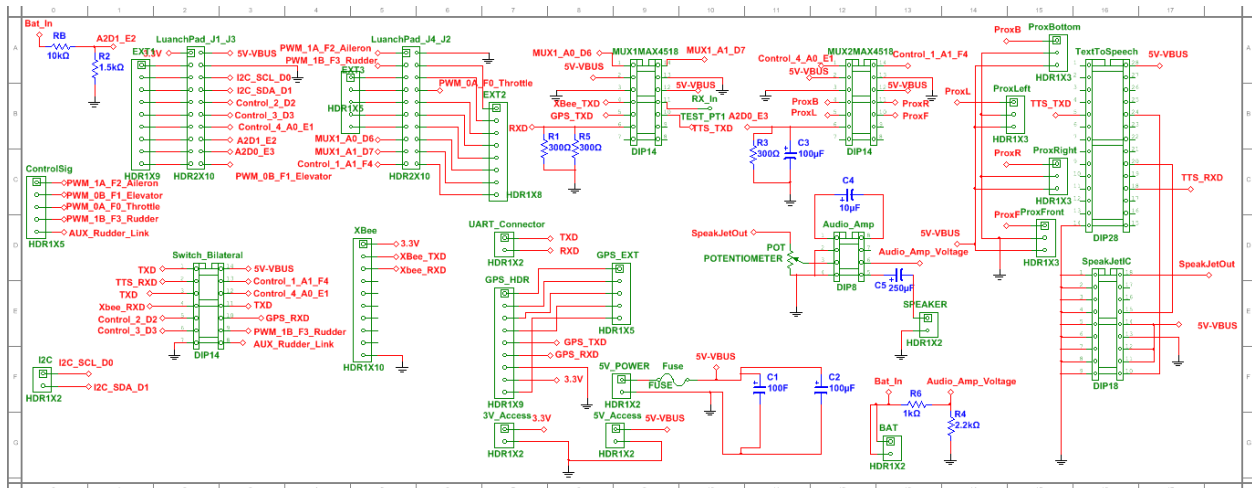 Bat_In
RB
10kΩ
A2D1_E2
R2
1.5kΩ
EXT1
3.3V
HDR1X9
LuanchPad_J1_J3
5V-VBUS
I2C_SCL_D0
I2C_SDA_D1
Control_2_D2
Control_3_D3
Control_4_A0_E1
A2D1_E2
A2D0_E3
PWM_0B_F1_Elevator
HDR2X10
LuanchPad_J4_J2
PWM_1A_F2_Aileron
PWM_1B_F3_Rudder
EXT3
HDR1X5
PWM_0A_F0_Throttle
MUX1_A0_D6
MUX1_A1_D7
Control_1_A1_F4
HDR2X10
EXT2
HDR1X8
MUX1MAX4518
MUX1_A0_D6
MUX1_A1_D7
5V-VBUS
10V-VBUS
XBee_TXD
GPS_TXD
RXD
RX_In
TEST_PT1
TTS_TXD
R1
300Ω
R5
300Ω
DIP14
MUX2MAX4518
Control_4_A0_E1
Control_1_A1_F4
5V-VBUS
5V-VBUS
ProxB
ProxL
ProxR
ProxF
A2D0_E3
R3
300Ω
C3
100µF
DIP14
ProxBottom
ProxB
HDR1X3
ProxLeft
ProxL
HDR1X3
ProxRight
ProxR
HDR1X3
ProxFront
ProxF
HDR1X3
5V-VBUS
TextToSpeech
5V-VBUS
TTS_TXD
TTS_RXD
DIP28
ControlSig
PWM_1A_F2_Aileron
PWM_0B_F1_Elevator
PWM_0A_F0_Throttle
PWM_1B_F3_Rudder
AUX_Rudder_Link
HDR1X5
Switch_Bilateral
TXD
TTS_RXD
TXD
Xbee_RXD
Control_2_D2
Control_3_D3
5V-VBUS
Control_1_A1_F4
Control_4_A0_E1
TXD
GPS_RXD
PWM_1B_F3_Rudder
AUX_Rudder_Link
DIP14
XBee
3.3V
XBee_TXD
Xbee_RXD
HDR1X10
UART_Connector
TXD
RXD
HDR1X2
GPS_HDR
GPS_EXT
HDR1X5
GPS_TXD
GPS_RXD
3.3V
HDR1X9
C4
10µF
Audio_Amp
SpeakJetOut
POT
POTENTIOMETER
Audio_Amp_Voltage
DIP8
C5
250µF
SPEAKER
HDR1X2
SpeakJetIC
SpeakJetOut
5V-VBUS
DIP18
I2C
I2C_SCL_D0
I2C_SDA_D1
HDR1X2
5V_POWER
Fuse
FUSE
5V-VBUS
HDR1X2
C1
100F
C2
100µF
3V_Access
3.3V
HDR1X2
5V_Access
5V-VBUS
HDR1X2
Bat_In
Audio_Amp_Voltage
R6
1kΩ
R4
2.2kΩ
BAT
HDR1X2